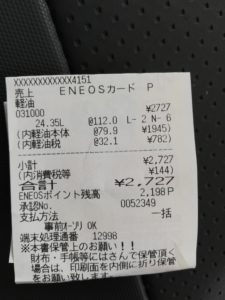 XXXXXXXXXXXX4151
売上 ENEOSカード P
軽油 ¥2727
031000
24.35L @112.0 L-2 N-6
(内軽油本体 @79.9 ¥1945)
(内軽油税 @32.1 ¥782)
小計 ¥2,727
(内消費税等 ¥144)
合計 ¥2,727
ENEOSポイント残高 2,198P
承認No. 0052349
支払方法 一括
事前オーソリ OK
端末処理通番 12998
※本書保管上のお願い!!
財布・手帳等にはさんで保管頂く
場合は、印刷面を内側に折り保管
をお願い致します